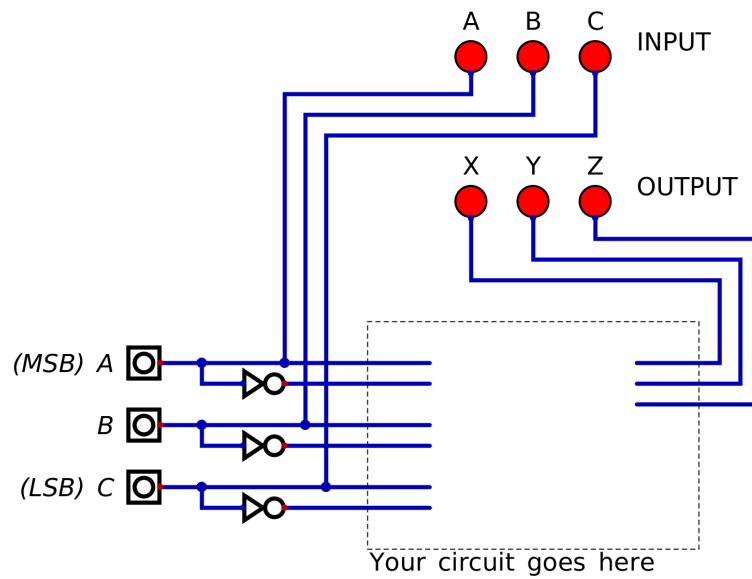 A B C
INPUT
X Y Z
OUTPUT
(MSB) A
B
(LSB) C
Your circuit goes here